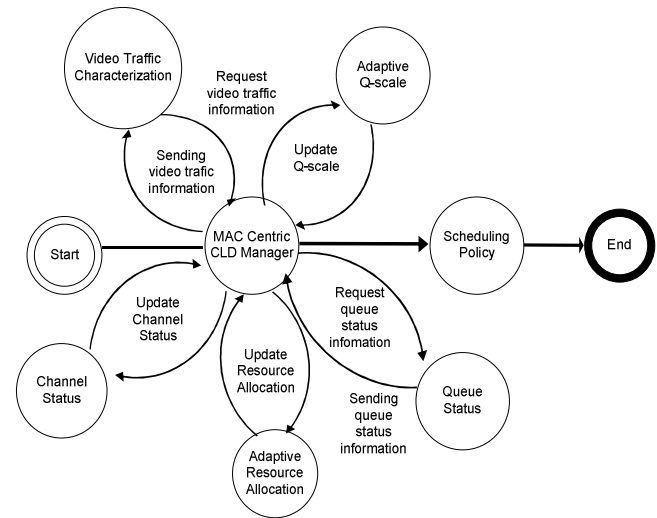 Video Traffic
Characterization
Request
video traffic
information
Adaptive
Q-scale
Sending
video trafic
information
Update
Q-scale
Start
MAC Centric
CLD Manager
Scheduling
Policy
End
Update
Channel
Status
Request
queue
status
infomation
Update
Resource
Allocation
Channel
Status
Sending
queue
status
information
Queue
Status
Adaptive
Resource
Allocation